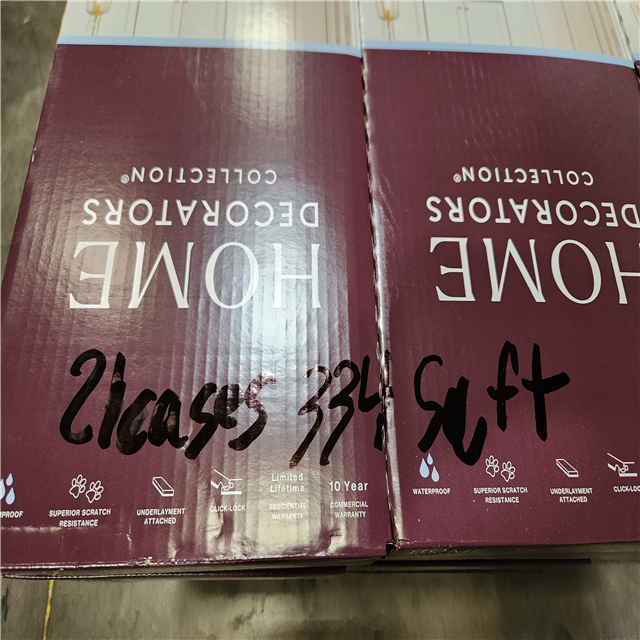 HOME
DECORATORS
COLLECTION®
HOME
DECORATORS
COLLECTION®
21cases 334 Sqft
WATERPROOF
SUPERIOR SCRATCH
RESISTANCE
UNDERLAYMENT
ATTACHED
CLICK-LOCK
Limited
Lifetime
RESIDENTIAL
WARRANTY
10 Year
COMMERCIAL
WARRANTY
WATERPROOF
SUPERIOR SCRATCH
RESISTANCE
UNDERLAYMENT
ATTACHED
CLICK-LOCK